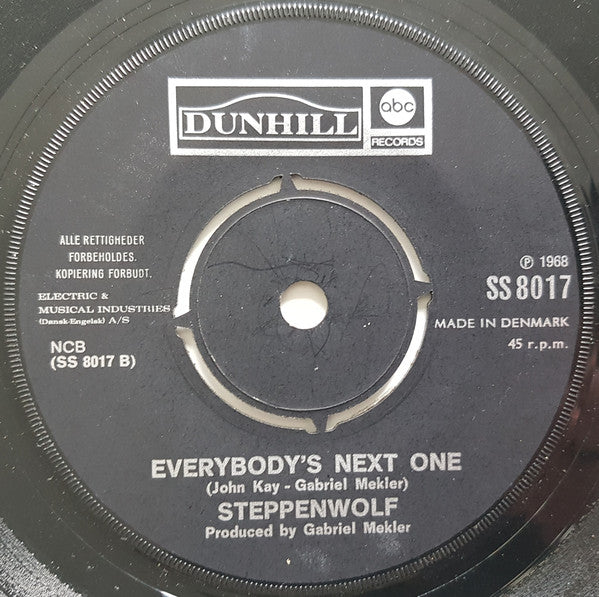 DUNHILL
abc
RECORDS
ALLE RETTIGHEDER
FORBEHOLDES.
KOPIERING FORBUDT.
ELECTRIC &
MUSICAL INDUSTRIES
(Dansk-Engelsk) A/S
NCB
(SS 8017 B)
℗ 1968
SS 8017
MADE IN DENMARK
45 r.p.m.
EVERYBODY'S NEXT ONE
(John Kay - Gabriel Mekler)
STEPPENWOLF
Produced by Gabriel Mekler